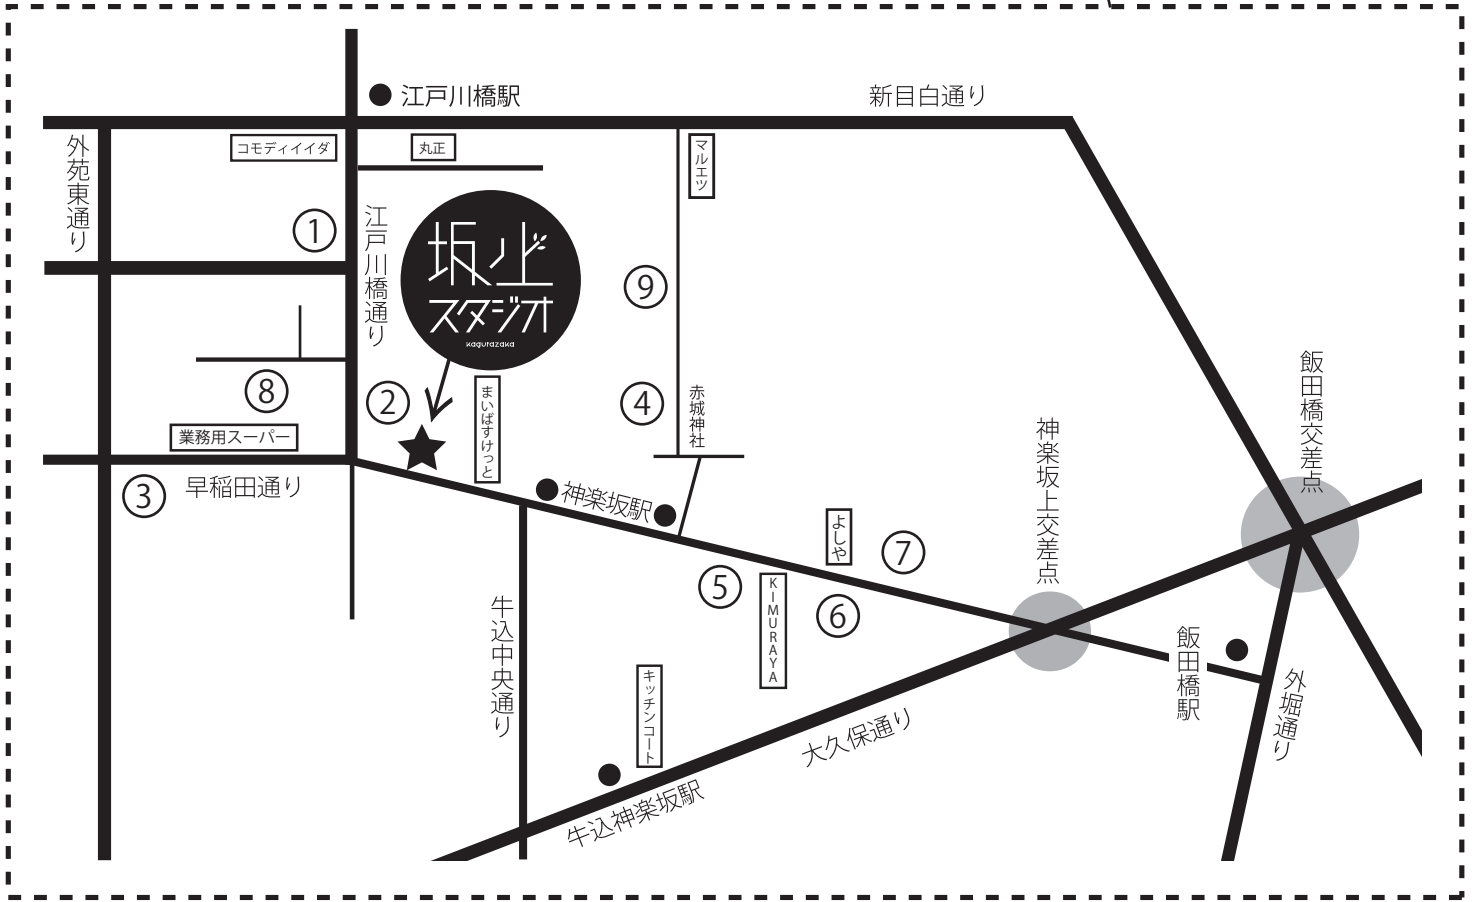 江戸川橋駅
新目白通り
外苑東通り
コモディイイダ
丸正
マルエツ
①
江戸川橋通り
坂ノ上
スタジオ
kagurazaka
⑨
⑧
②
まいばすけっと
④
赤城神社
業務用スーパー
③
早稲田通り
神楽坂駅
よしや
⑦
⑤
KIMURAYA
⑥
神楽坂上交差点
飯田橋交差点
牛込中央通り
キッチンコート
飯田橋駅
外堀通り
大久保通り
牛込神楽坂駅